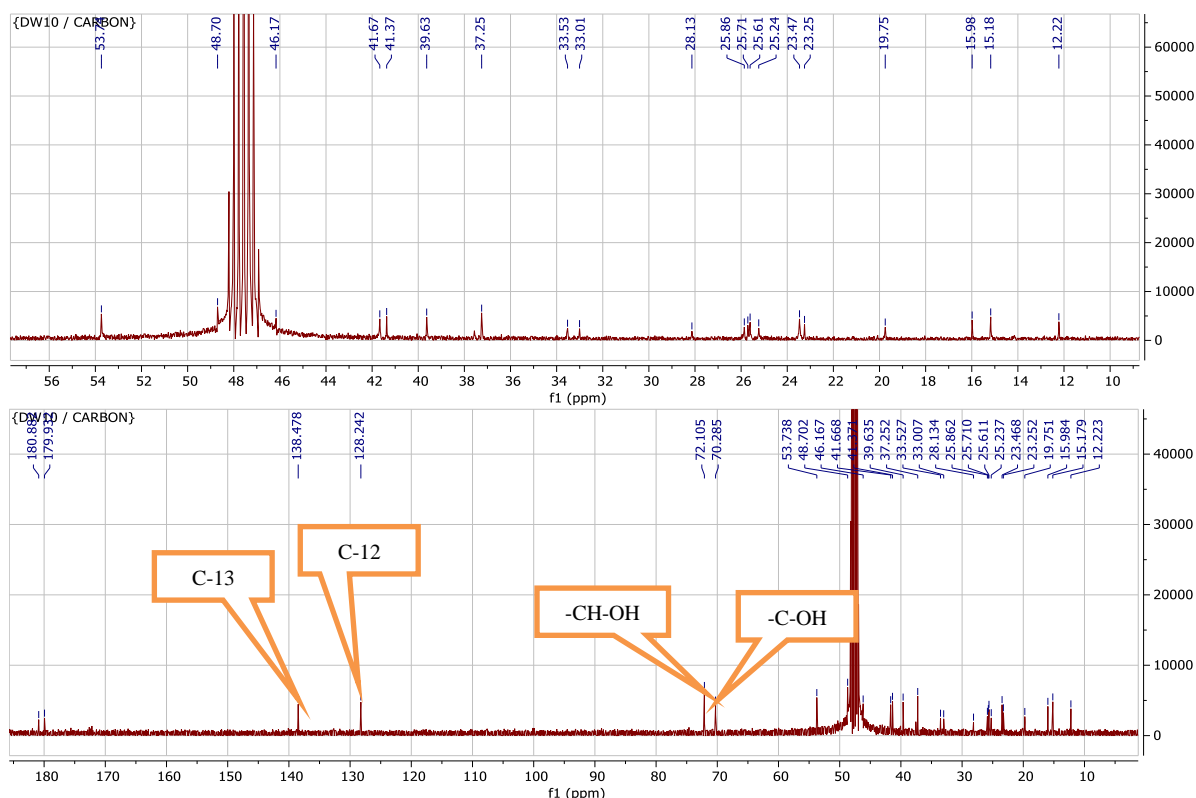 {DW10 / CARBON}
53.74 48.70 46.17 41.67 41.37 39.63 37.25 33.53 33.01 28.13 25.86 25.71 25.61 25.24 23.47 23.25 19.75 15.98 15.18 12.22
60000
50000
40000
30000
20000
10000
0
56 54 52 50 48 46 44 42 40 38 36 34 32 30 28 26 24 22 20 18 16 14 12 10
f1 (ppm)
{DW10 / CARBON}
138.478 128.242 72.105 70.285 53.738 48.702 46.167 41.668 41.371 39.635 37.252 33.527 33.007 28.134 25.862 25.710 25.611 25.237 23.468 23.252 19.751 15.984 15.179 12.223
40000
30000
C-12
C-13
20000
-CH-OH
-C-OH
10000
0
180 170 160 150 140 130 120 110 100 90 80 70 60 50 40 30 20 10
f1 (ppm)